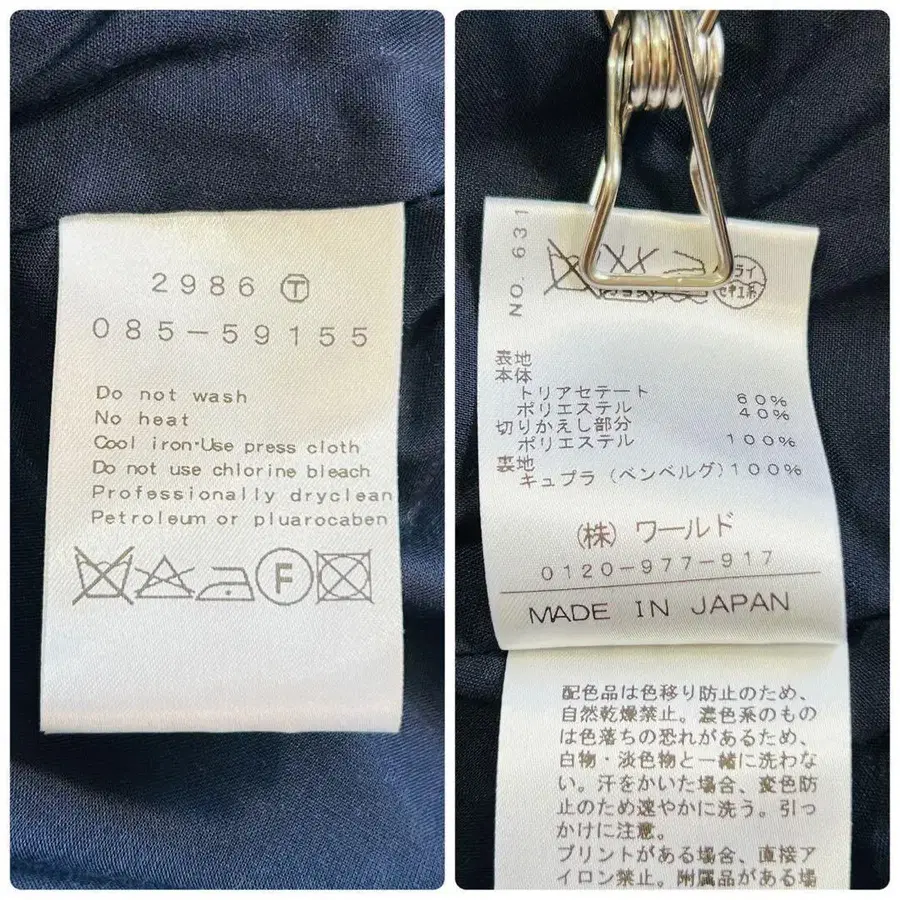 2986 Ⓣ
085-59155
Do not wash
No heat
Cool iron·Use press cloth
Do not use chlorine bleach
Professionally dryclean
Petroleum or pluarocaben
F
NO. 631
ドライ
セキユ系
表地
本体
トリアセテート 60%
ポリエステル 40%
切りかえし部分
ポリエステル 100%
裏地
キュプラ(ベンベルグ)100%
(株)ワールド
0120-977-917
MADE IN JAPAN
配色品は色移り防止のため、
自然乾燥禁止。濃色系のもの
は色落ちの恐れがあるため、
白物・淡色物と一緒に洗わな
い。汗をかいた場合、変色防
止のため速やかに洗う。引っ
かけに注意。
プリントがある場合、直接ア
イロン禁止。附属品がある場